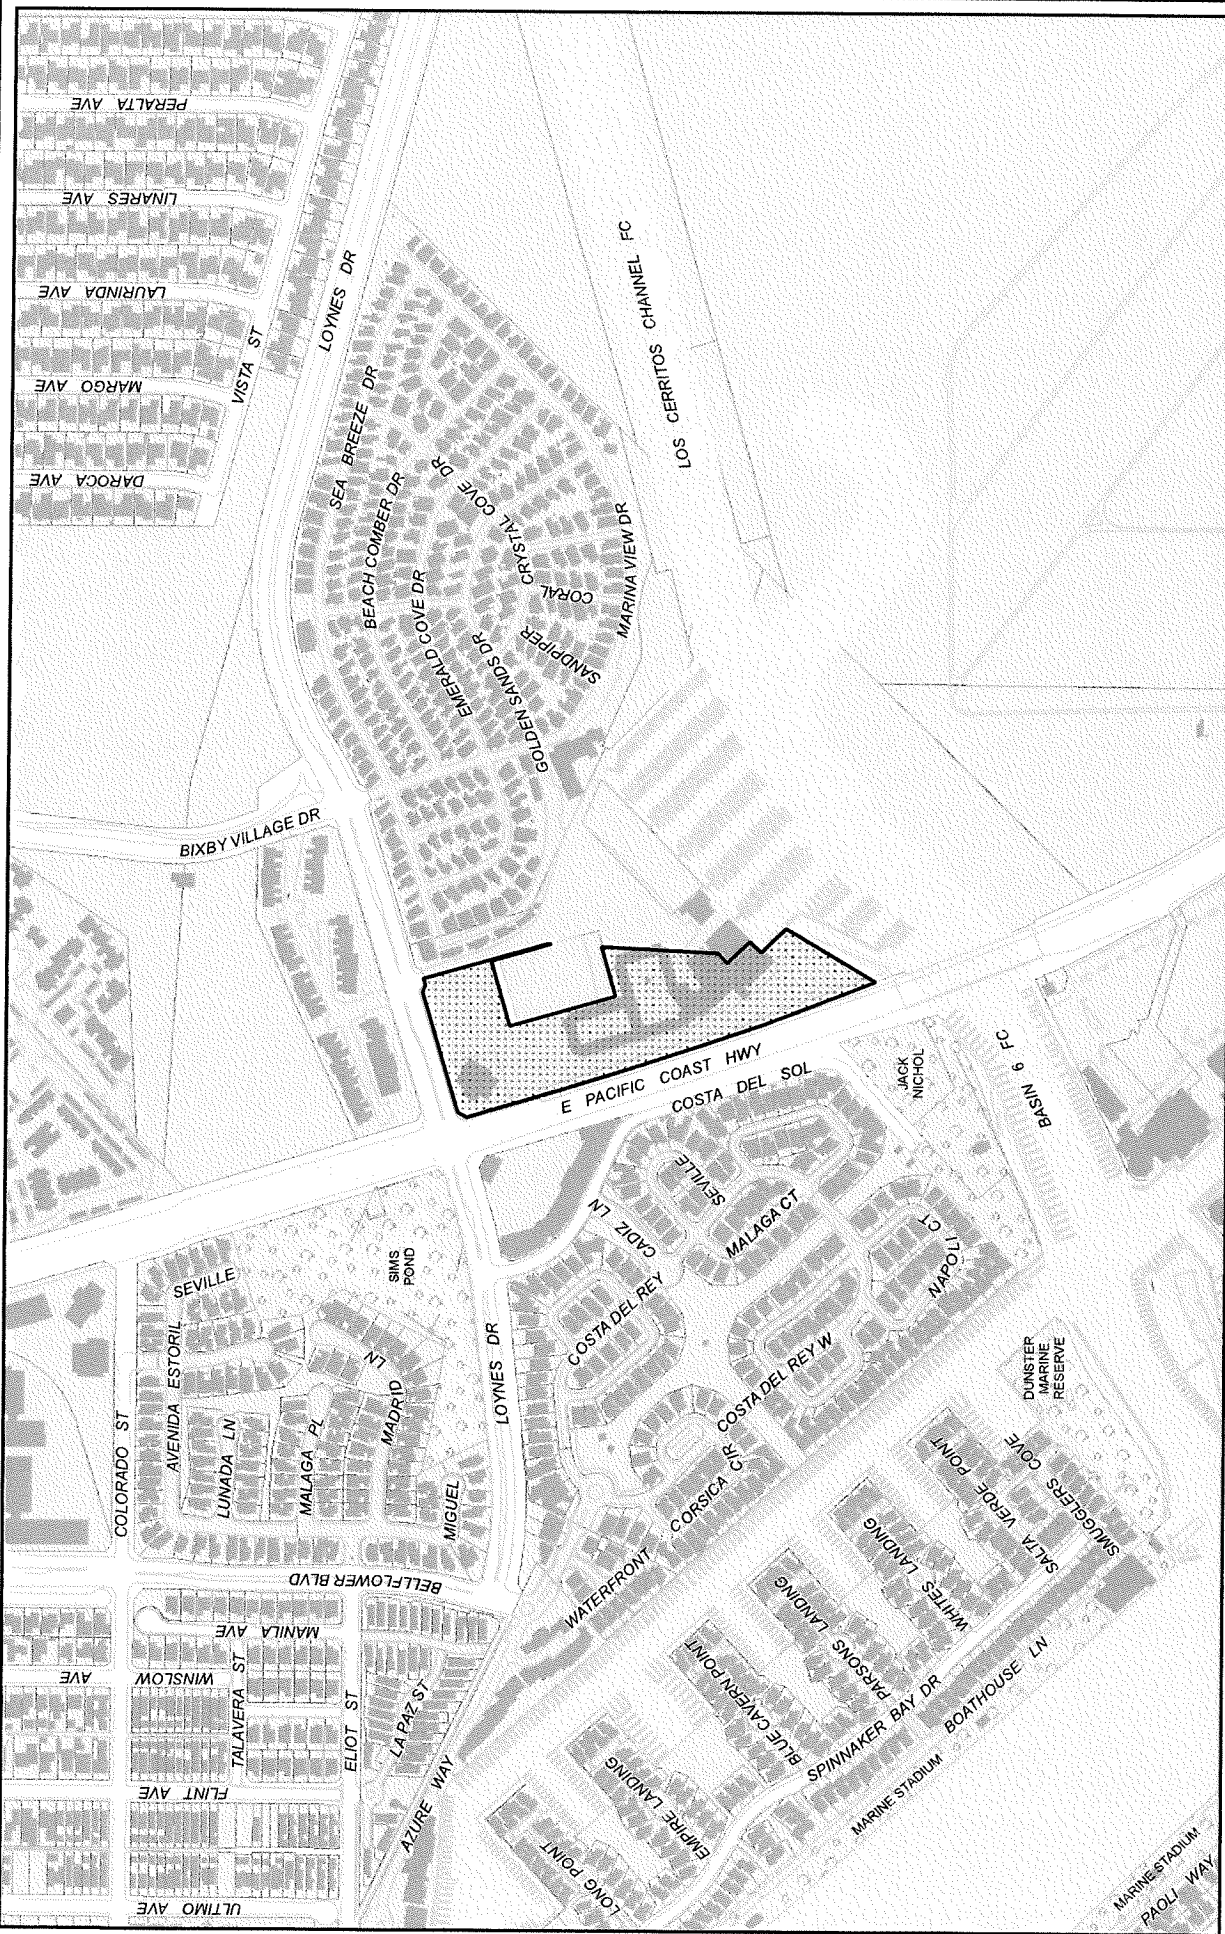 PERALTA AVE
LINARES AVE
LAURINDA AVE
MARGO AVE
DAROCA AVE
VISTA ST
LOYNES DR
LOS CERRITOS CHANNEL FC
SEA BREEZE DR
BEACH COMBER DR
EMERALD COVE DR
CRYSTAL COVE DR
CORAL
SANDPIPER
GOLDEN SANDS DR
MARINA VIEW DR
BIXBY VILLAGE DR
E PACIFIC COAST HWY
COSTA DEL SOL
JACK
NICHOL
BASIN 6 FC
SEVILLE
MALAGA CT
CADIZ LN
NAPOLI CT
COSTA DEL REY
COSTA DEL REY W
CORSICA CIR
SIMS
POND
SEVILLE
AVENIDA ESTORIL
LUNADA LN
MALAGA PL
MADRID LN
MIGUEL
LOYNES DR
COLORADO ST
BELLFLOWER BLVD
MANILA AVE
WINSLOW AVE
TALAVERA ST
ELIOT ST
LA PAZ ST
FLINT AVE
ULTIMO AVE
AZURE WAY
WATERFRONT
DUNSTER
MARINE
RESERVE
SMUGGLERS COVE
SALTA VERDE POINT
WHITES LANDING
PARSONS LANDING
BLUE CAVERN POINT
EMPIRE LANDING
LONG POINT
SPINNAKER BAY DR
BOATHOUSE LN
MARINE STADIUM
MARINE STADIUM
PAOLI WAY